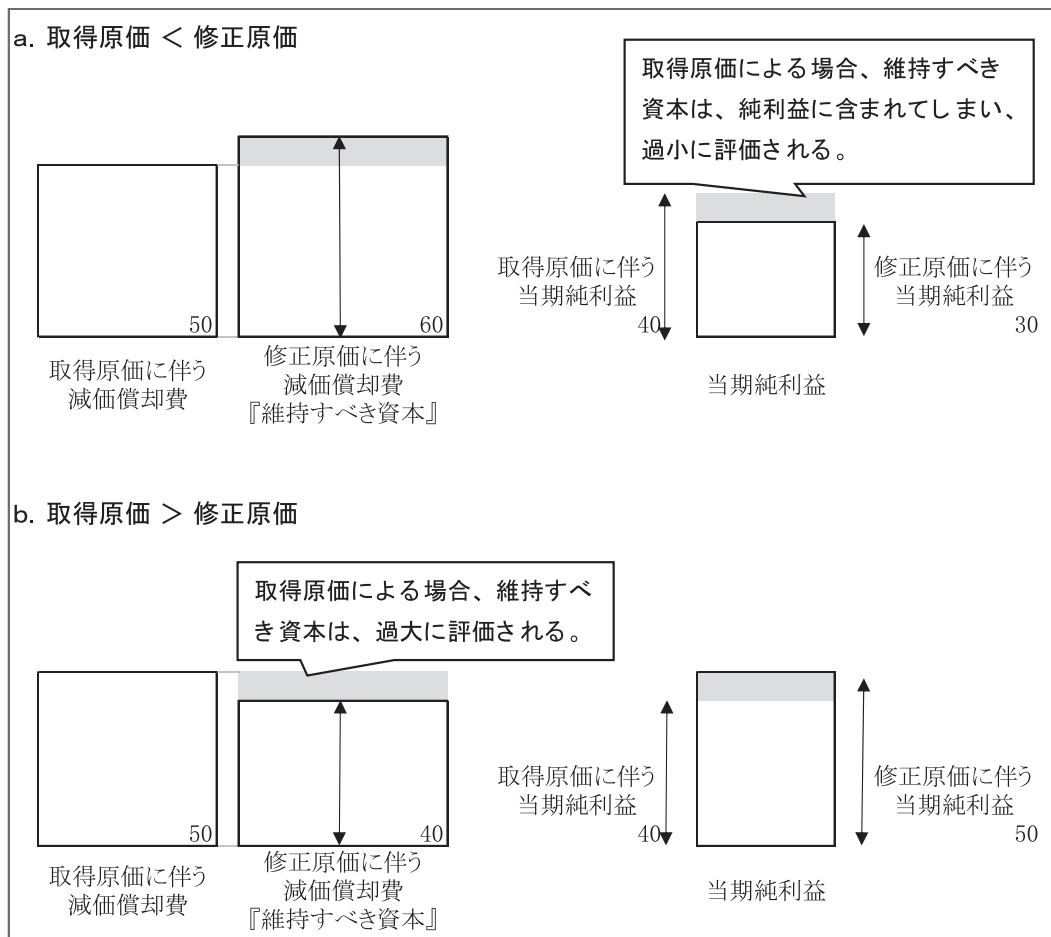 a. 取得原価 ＜ 修正原価
取得原価による場合、維持すべき
資本は、純利益に含まれてしまい、
過小に評価される。
50
取得原価に伴う
減価償却費
60
修正原価に伴う
減価償却費
『維持すべき資本』
取得原価に伴う
当期純利益
40
修正原価に伴う
当期純利益
30
当期純利益
b. 取得原価 ＞ 修正原価
取得原価による場合、維持すべ
き資本は、過大に評価される。
50
取得原価に伴う
減価償却費
40
修正原価に伴う
減価償却費
『維持すべき資本』
取得原価に伴う
当期純利益
40
修正原価に伴う
当期純利益
50
当期純利益